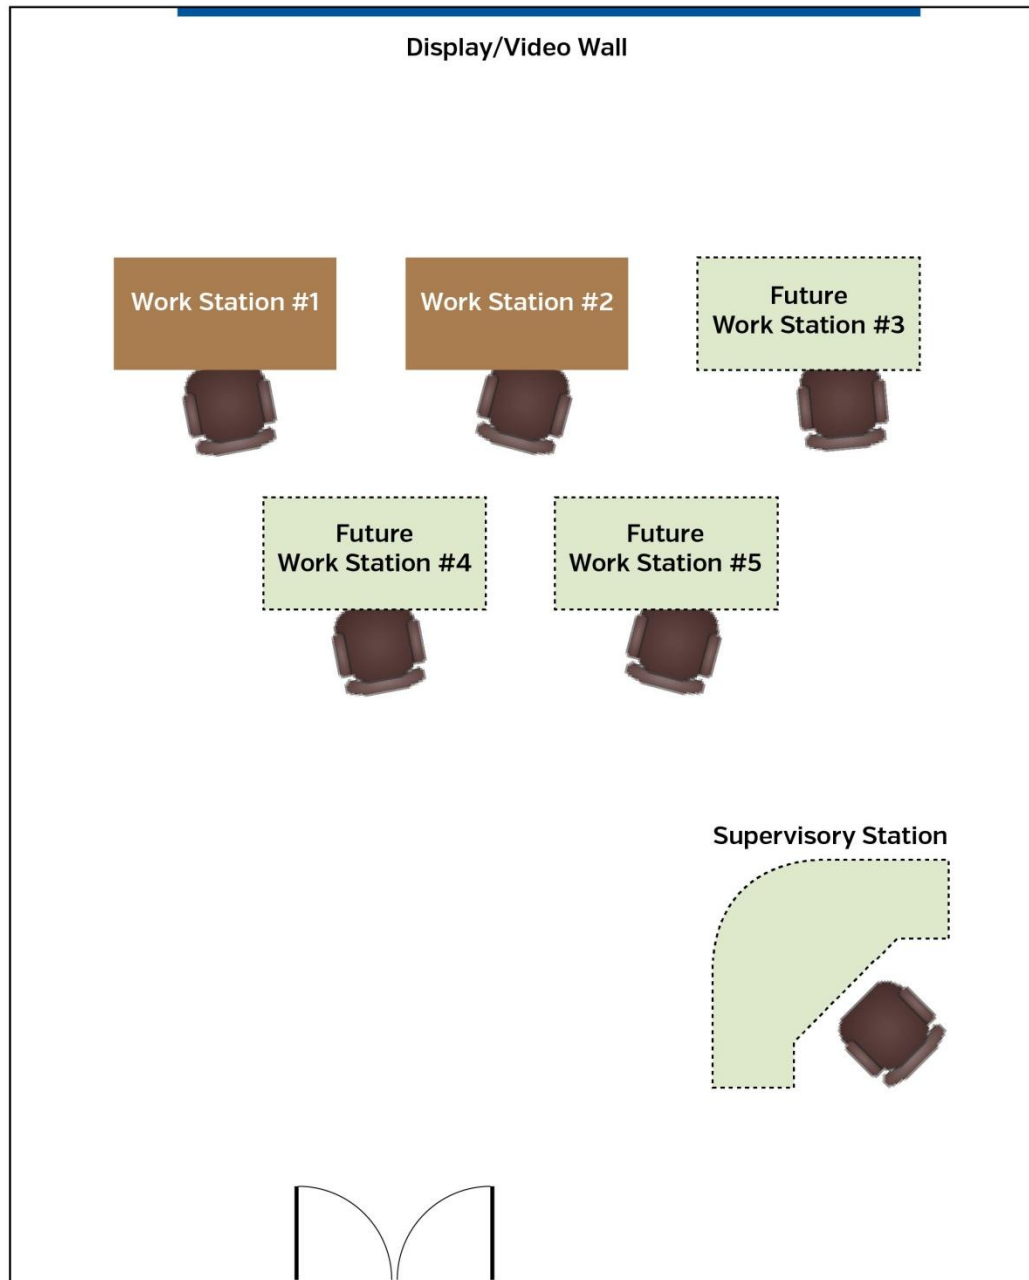 Display/Video Wall
Work Station #1
Work Station #2
Future
Work Station #3
Future
Work Station #4
Future
Work Station #5
Supervisory Station